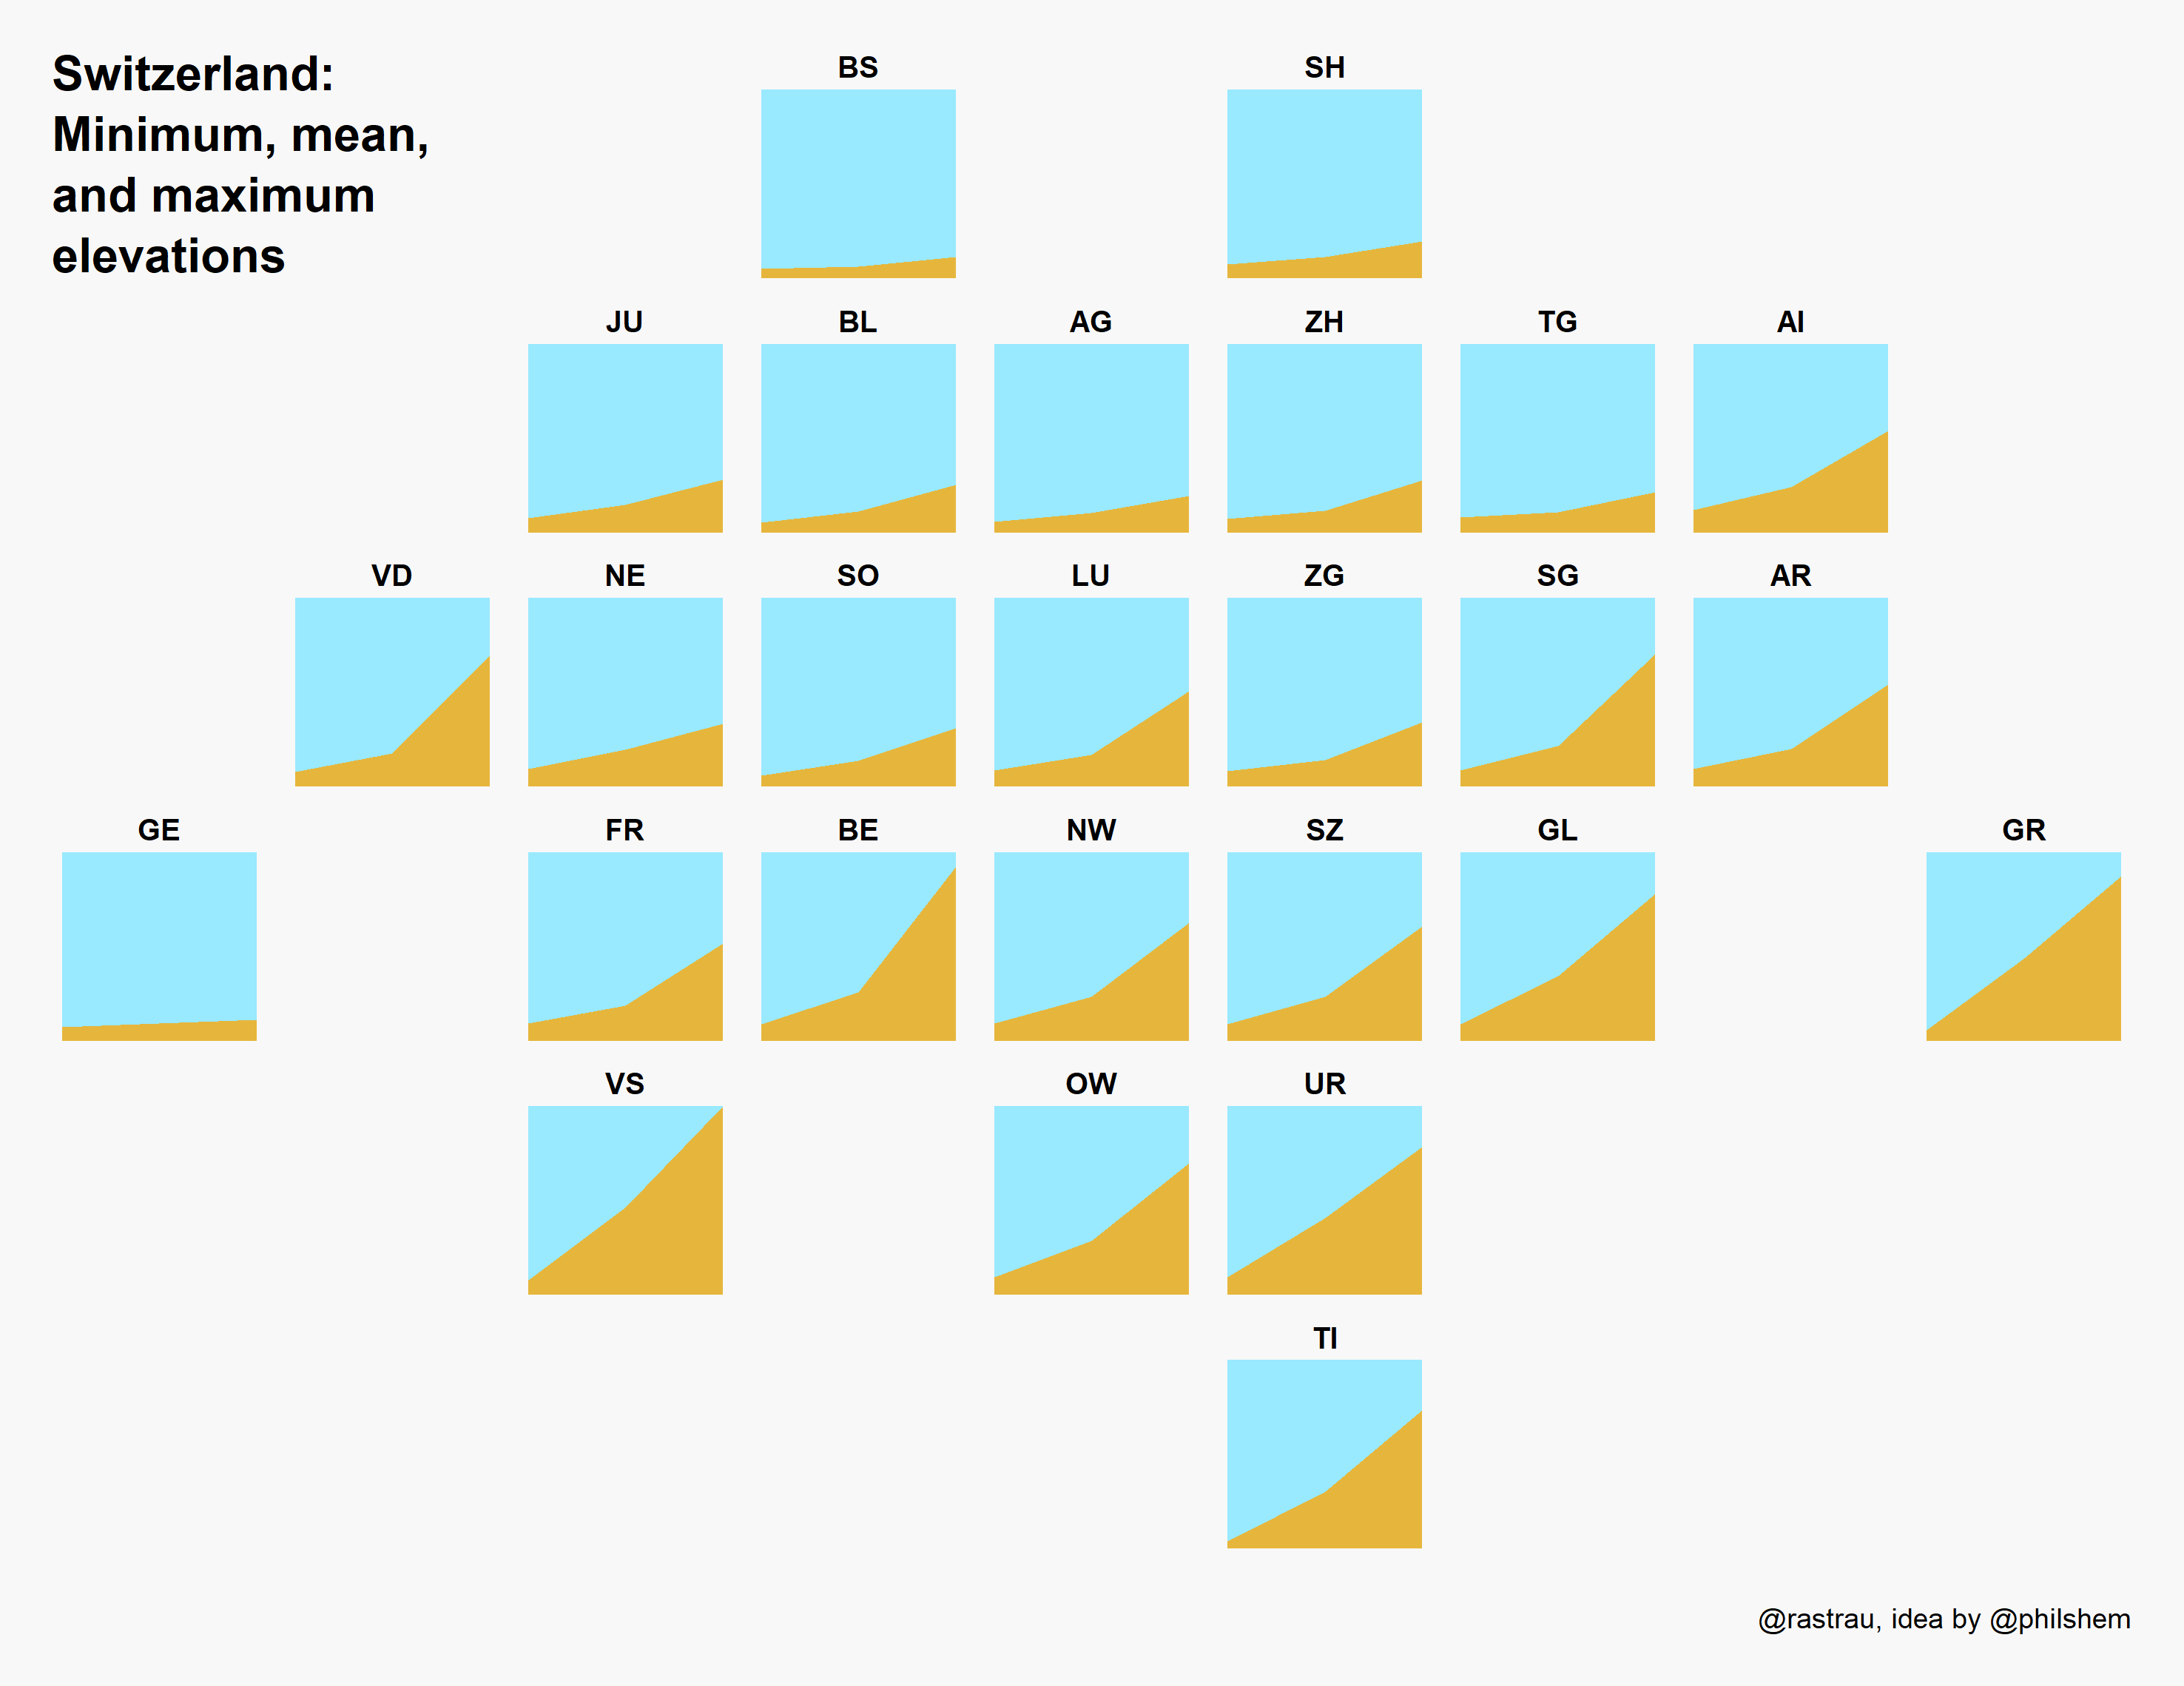 Switzerland:
Minimum, mean,
and maximum
elevations
BS
SH
JU
BL
AG
ZH
TG
AI
VD
NE
SO
LU
ZG
SG
AR
GE
FR
BE
NW
SZ
GL
GR
VS
OW
UR
TI
@rastrau, idea by @philshem